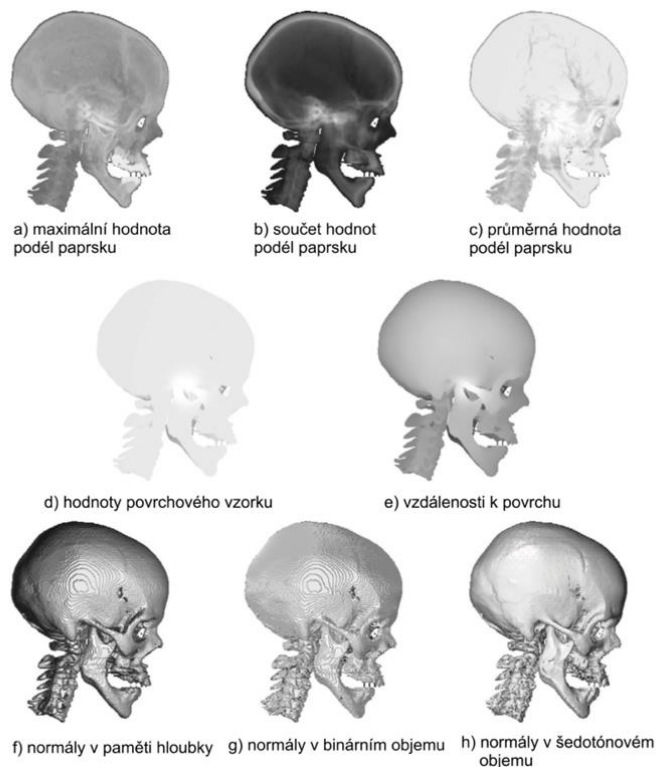 a) maximální hodnota
podél paprsku
b) součet hodnot
podél paprsku
c) průměrná hodnota
podél paprsku
d) hodnoty povrchového vzorku
e) vzdálenosti k povrchu
f) normály v paměti hloubky
g) normály v binárním objemu
h) normály v šedotónovém
objemu